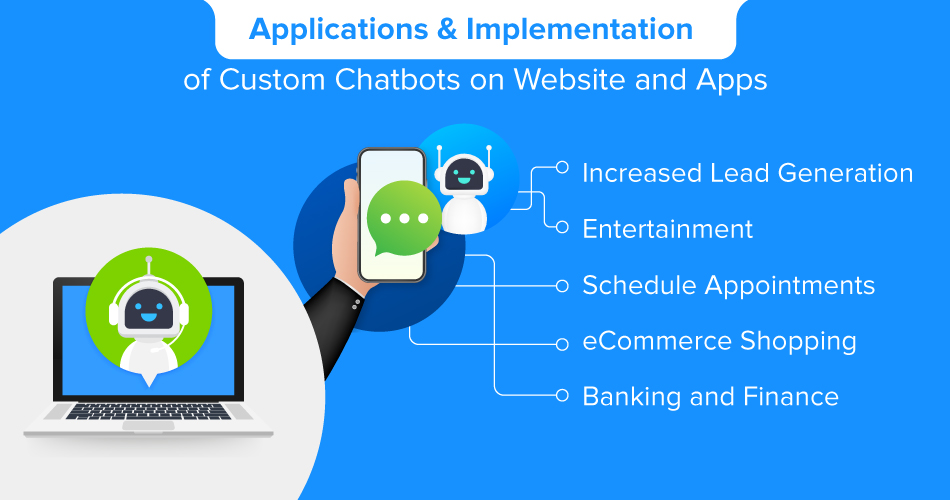 Applications & Implementation
of Custom Chatbots on Website and Apps
Increased Lead Generation
Entertainment
Schedule Appointments
eCommerce Shopping
Banking and Finance